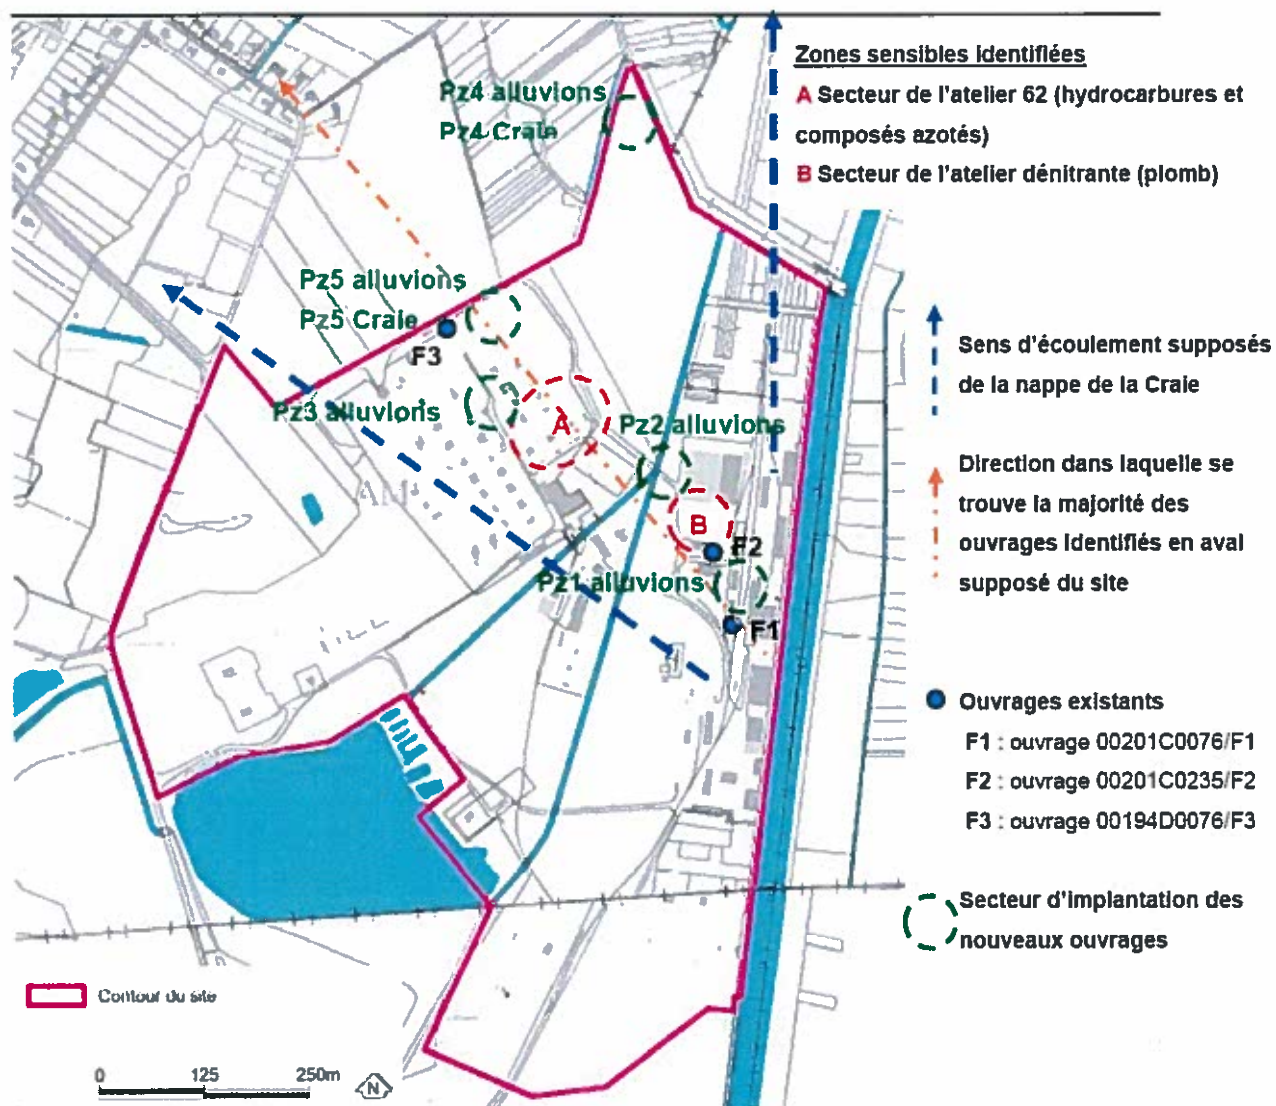 Zones sensibles identifiées
A Secteur de l'atelier 62 (hydrocarbures et
composés azotés)
B Secteur de l'atelier dénitrante (plomb)
Pz4 alluvions
Pz4 Craie
Pz5 alluvions
Pz5 Craie
F3
Pz3 alluvions
A
Pz2 alluvions
B
F2
Pz1 alluvions
F1
Sens d'écoulement supposés
de la nappe de la Craie
Direction dans laquelle se
trouve la majorité des
ouvrages identifiés en aval
supposé du site
Ouvrages existants
F1 : ouvrage 00201C0076/F1
F2 : ouvrage 00201C0235/F2
F3 : ouvrage 00194D0076/F3
Secteur d'implantation des
nouveaux ouvrages
Contour du site
0 125 250m
N